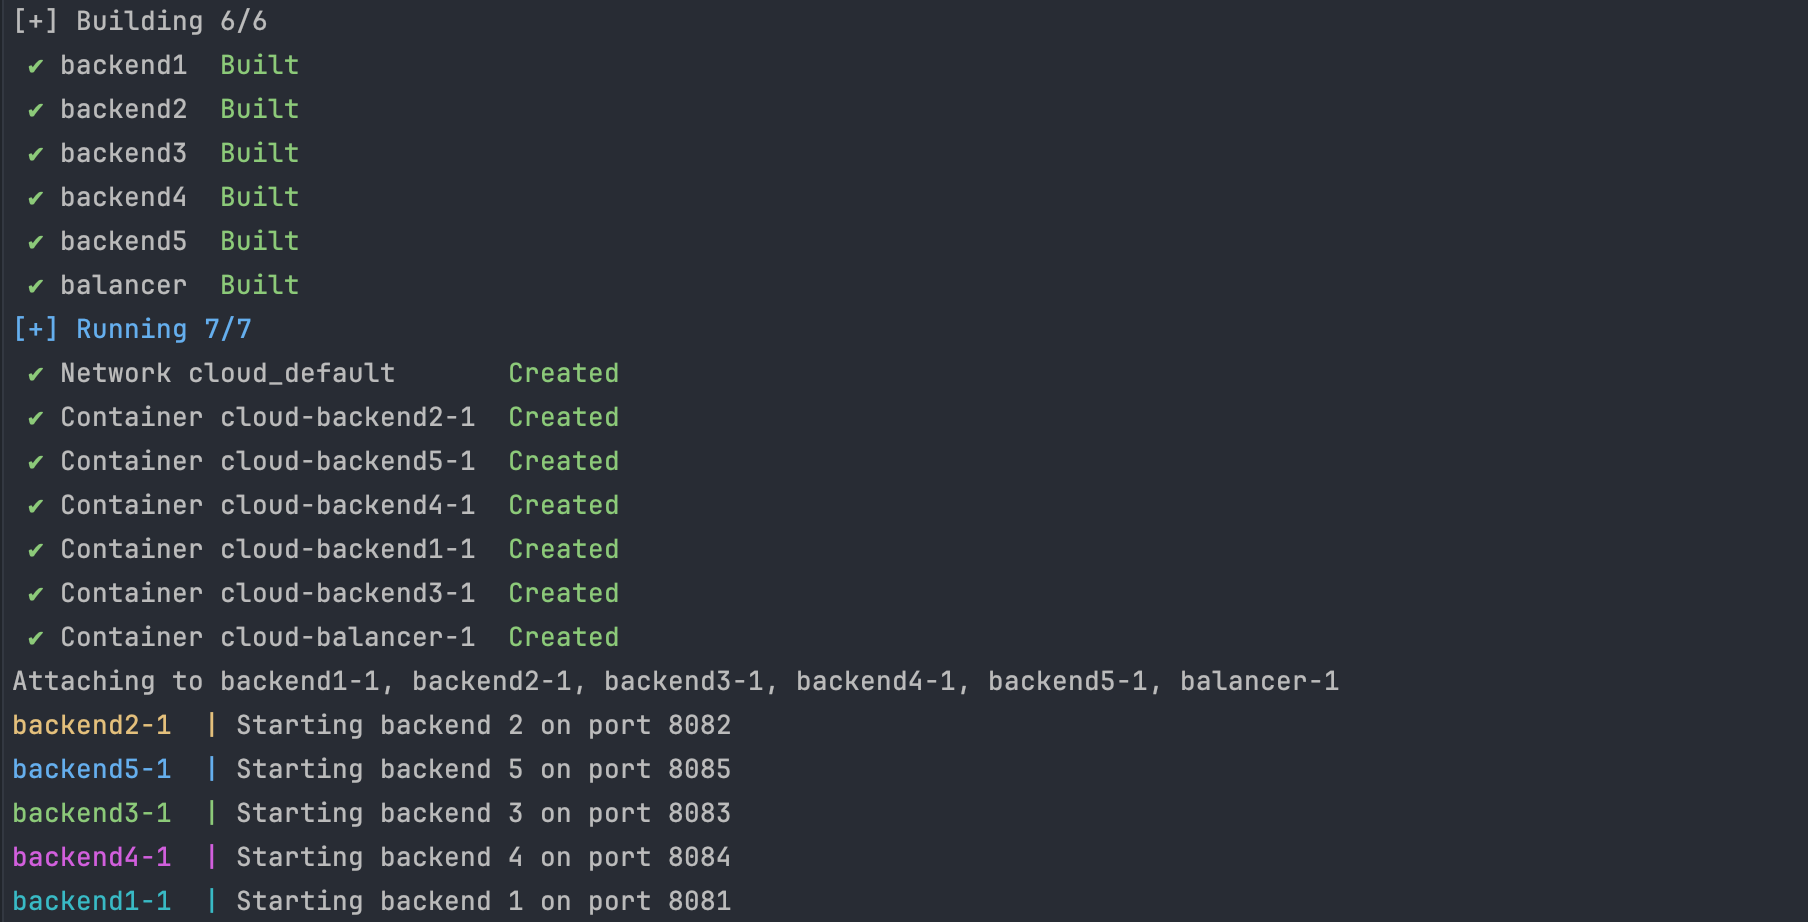 [+] Building 6/6
✔ backend1  Built
✔ backend2  Built
✔ backend3  Built
✔ backend4  Built
✔ backend5  Built
✔ balancer  Built
[+] Running 7/7
✔ Network cloud_default       Created
✔ Container cloud-backend2-1  Created
✔ Container cloud-backend5-1  Created
✔ Container cloud-backend4-1  Created
✔ Container cloud-backend1-1  Created
✔ Container cloud-backend3-1  Created
✔ Container cloud-balancer-1  Created
Attaching to backend1-1, backend2-1, backend3-1, backend4-1, backend5-1, balancer-1
backend2-1  | Starting backend 2 on port 8082
backend5-1  | Starting backend 5 on port 8085
backend3-1  | Starting backend 3 on port 8083
backend4-1  | Starting backend 4 on port 8084
backend1-1  | Starting backend 1 on port 8081